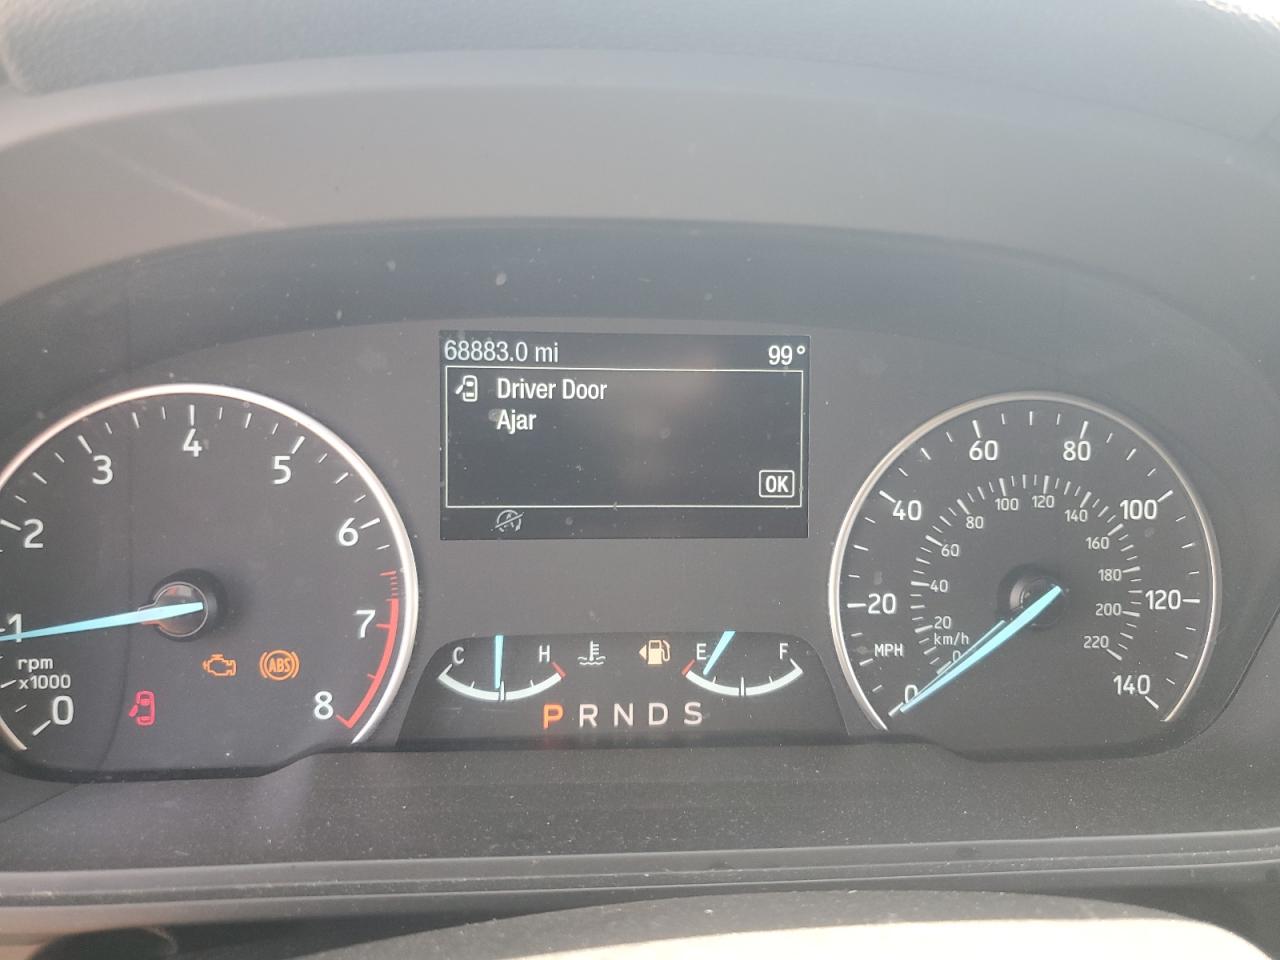 68883.0 mi 99°
Driver Door
Ajar
OK
1 2 3 4 5 6 7 8
rpm
x1000
0
ABS
C H
E F
P R N D S
0 20 40 60 80 100 120 140
MPH
km/h
0 20 40 60 80 100 120 140 160 180 200 220